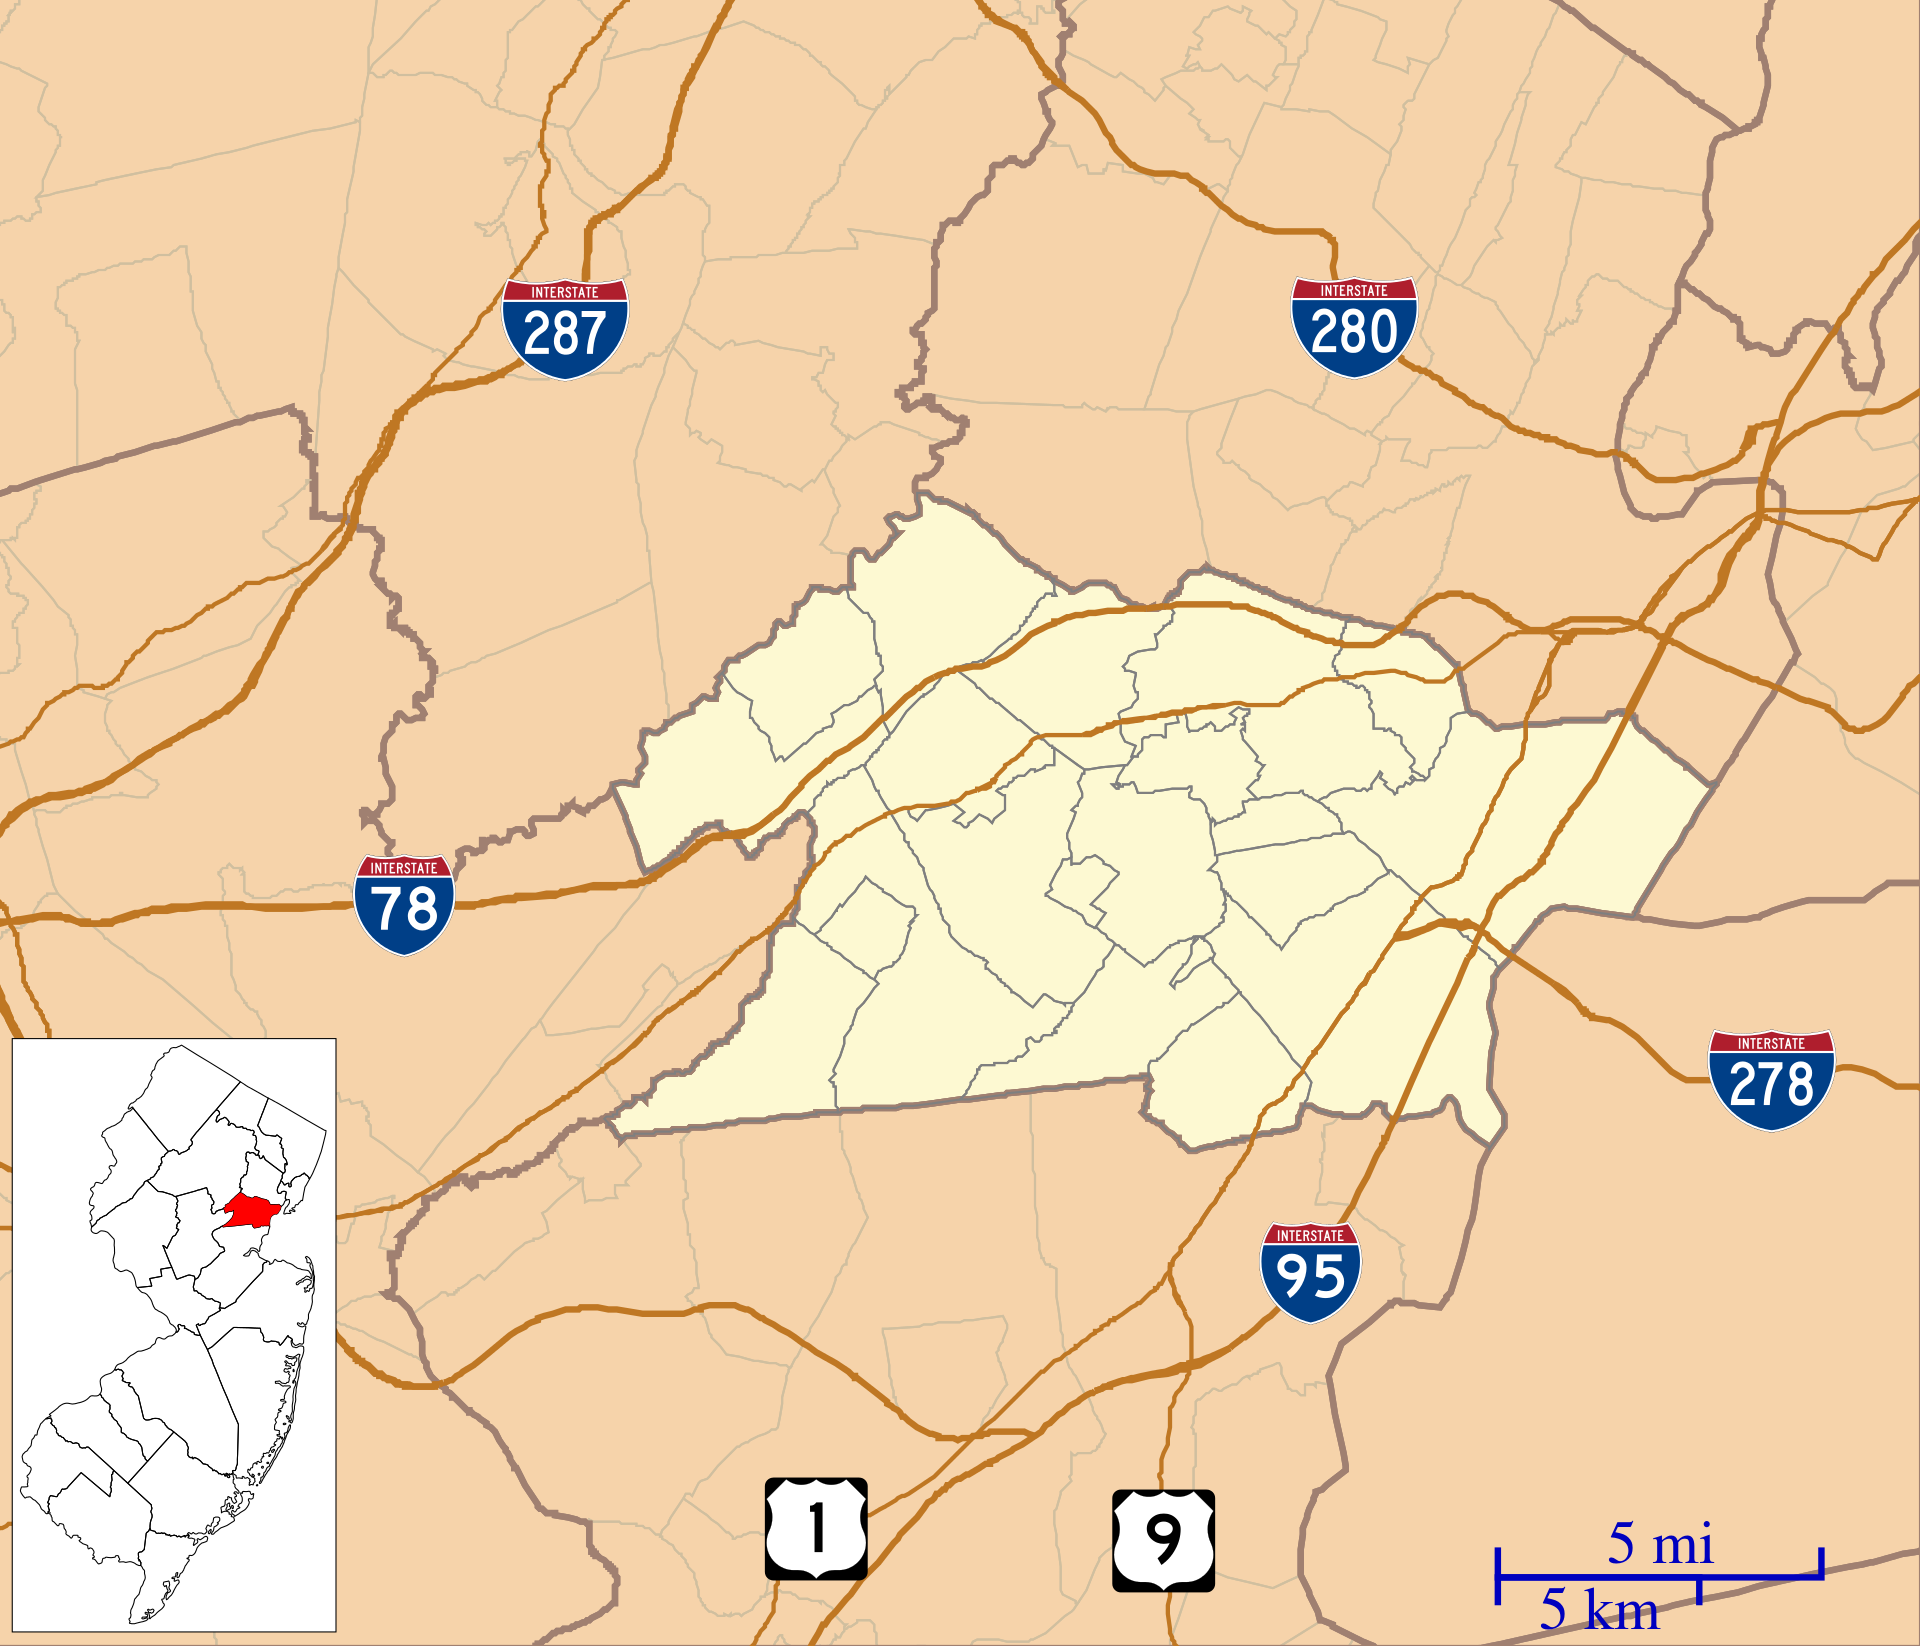 INTERSTATE
287
INTERSTATE
280
INTERSTATE
78
INTERSTATE
278
INTERSTATE
95
1
9
5 mi
5 km